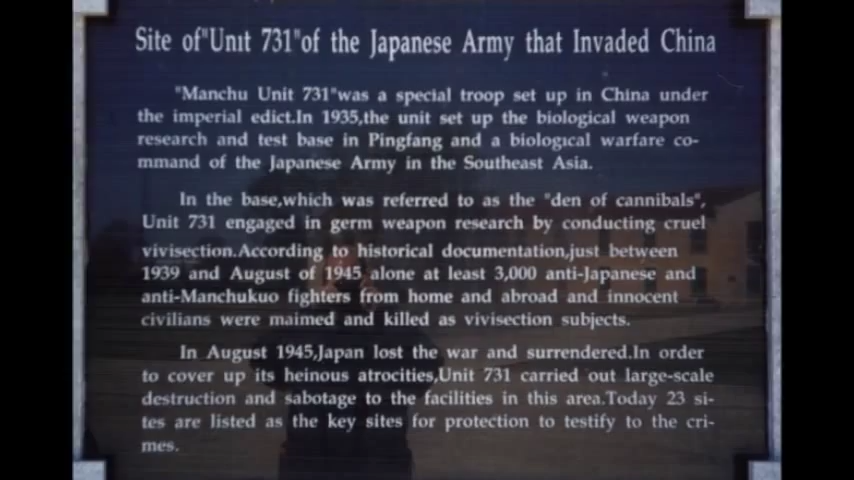 Site of"Unit 731"of the Japanese Army that Invaded China
"Manchu Unit 731"was a special troop set up in China under
the imperial edict.In 1935,the unit set up the biological weapon
research and test base in Pingfang and a biological warfare co-
mmand of the Japanese Army in the Southeast Asia.
In the base,which was referred to as the "den of cannibals",
Unit 731 engaged in germ weapon research by conducting cruel
vivisection.According to historical documentation,just between
1939 and August of 1945 alone at least 3,000 anti-Japanese and
anti-Manchukuo fighters from home and abroad and innocent
civilians were maimed and killed as vivisection subjects.
In August 1945,Japan lost the war and surrendered.In order
to cover up its heinous atrocities,Unit 731 carried out large-scale
destruction and sabotage to the facilities in this area.Today 23 si-
tes are listed as the key sites for protection to testify to the cri-
mes.